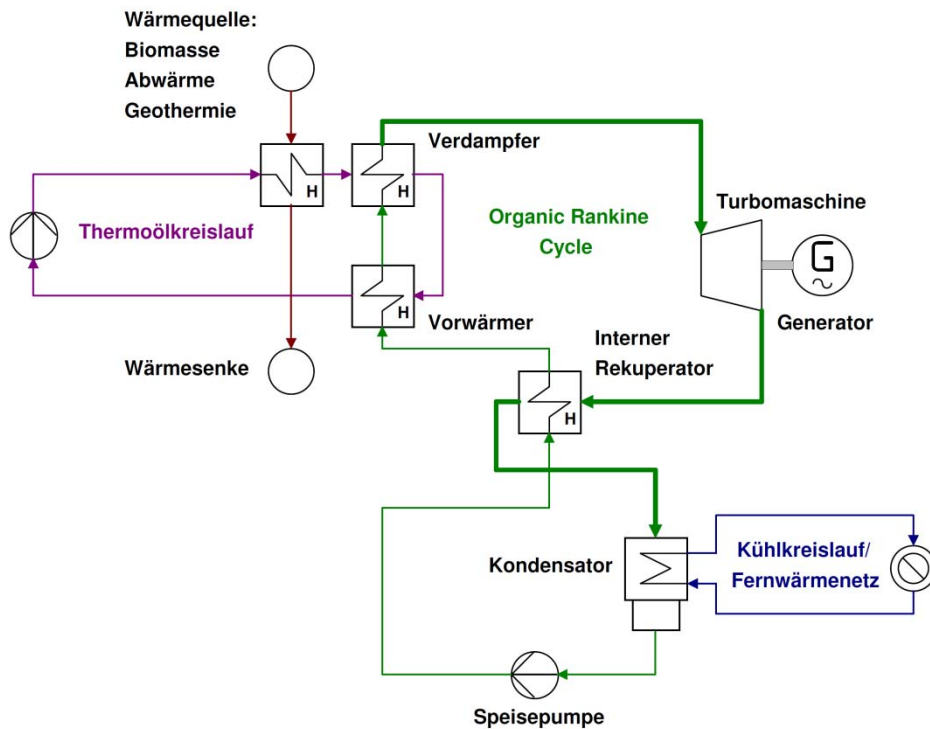 Wärmequelle:
Biomasse
Abwärme
Geothermie
Verdampfer
H
H
Turbomaschine
Organic Rankine
Cycle
Thermoölkreislauf
G
H
Vorwärmer
Generator
Interner
Rekuperator
Wärmesenke
H
Kondensator
Kühlkreislauf/
Fernwärmenetz
Speisepumpe